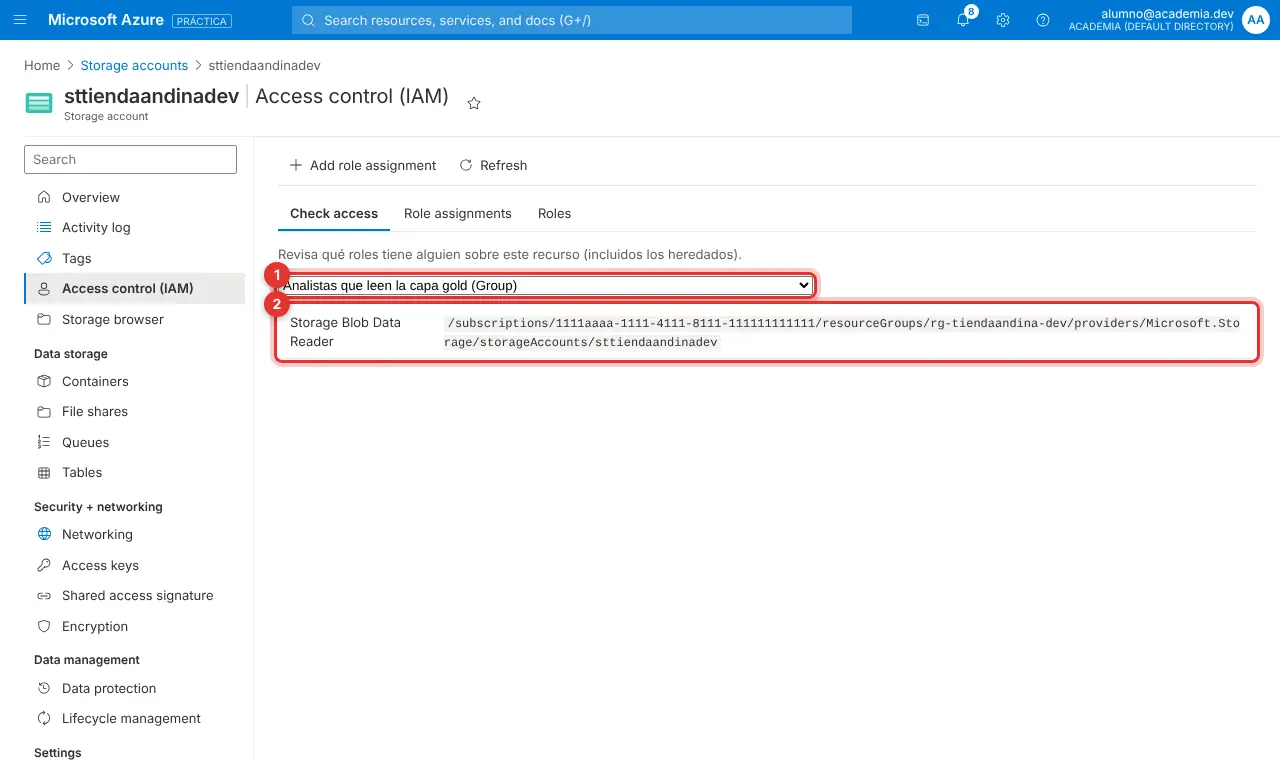 Microsoft Azure PRÁCTICA Search resources, services, and docs (G+/) 8 alumno@academia.dev
ACADEMIA (DEFAULT DIRECTORY) AA
Home > Storage accounts > sttiendaandinadev
sttiendaandinadev | Access control (IAM)
Storage account
Search
Overview
Activity log
Tags
Access control (IAM)
Storage browser
Data storage
Containers
File shares
Queues
Tables
Security + networking
Networking
Access keys
Shared access signature
Encryption
Data management
Data protection
Lifecycle management
Settings
Add role assignment Refresh
Check access Role assignments Roles
Revisa qué roles tiene alguien sobre este recurso (incluidos los heredados).
1
Analistas que leen la capa gold (Group)
2
Storage Blob Data Reader
/subscriptions/1111aaaa-1111-4111-8111-111111111111/resourceGroups/rg-tiendaandina-dev/providers/Microsoft.Sto
rage/storageAccounts/sttiendaandinadev